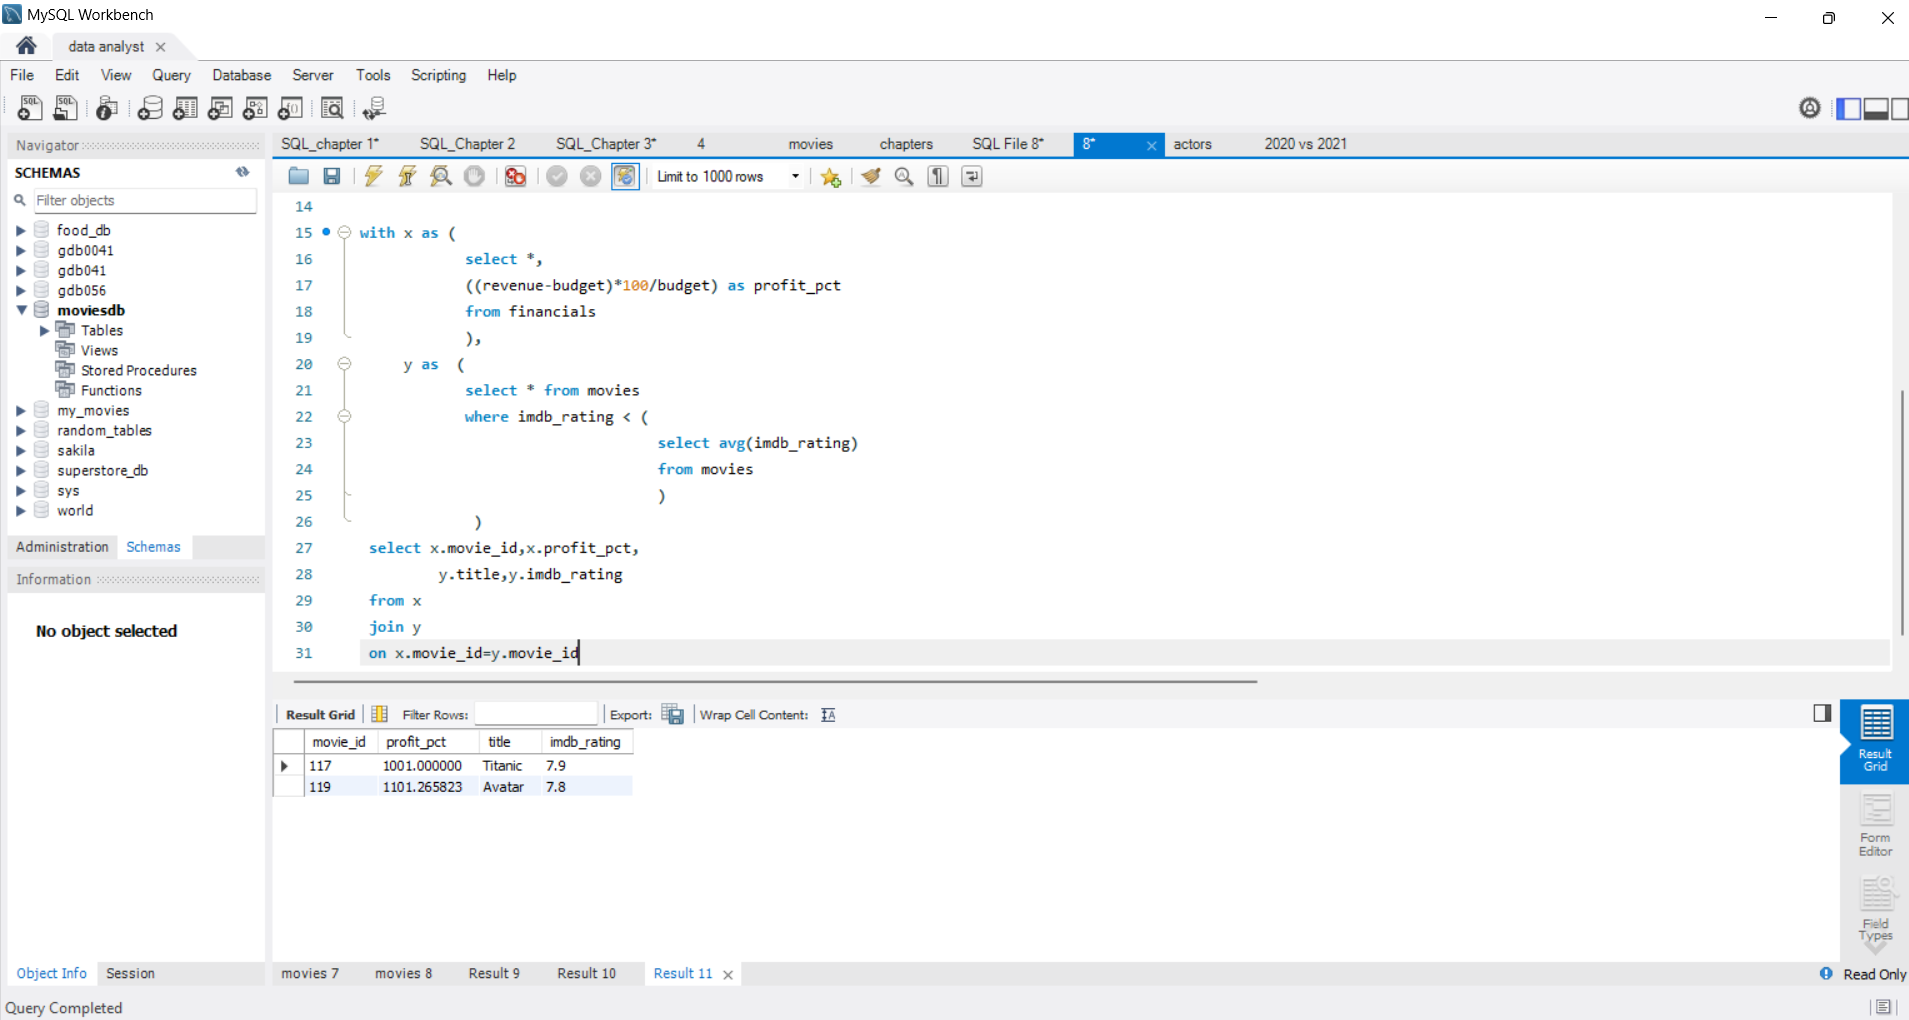 MySQL Workbench
data analyst
File Edit View Query Database Server Tools Scripting Help
Navigator
SCHEMAS
Filter objects
food_db
gdb0041
gdb041
gdb056
moviesdb
Tables
Views
Stored Procedures
Functions
my_movies
random_tables
sakila
superstore_db
sys
world
Administration Schemas
Information
No object selected
Object Info Session
SQL_chapter 1* SQL_Chapter 2 SQL_Chapter 3* 4 movies chapters SQL File 8* 8* actors 2020 vs 2021
Limit to 1000 rows
14
15 with x as (
16 select *,
17 ((revenue-budget)*100/budget) as profit_pct
18 from financials
19 ),
20 y as (
21 select * from movies
22 where imdb_rating < (
23 select avg(imdb_rating)
24 from movies
25 )
26 )
27 select x.movie_id,x.profit_pct,
28 y.title,y.imdb_rating
29 from x
30 join y
31 on x.movie_id=y.movie_id
Result Grid Filter Rows: Export: Wrap Cell Content:
movie_id profit_pct title imdb_rating
117 1001.000000 Titanic 7.9
119 1101.265823 Avatar 7.8
Result
Grid
Form
Editor
Field
Types
movies 7 movies 8 Result 9 Result 10 Result 11
Read Only
Query Completed